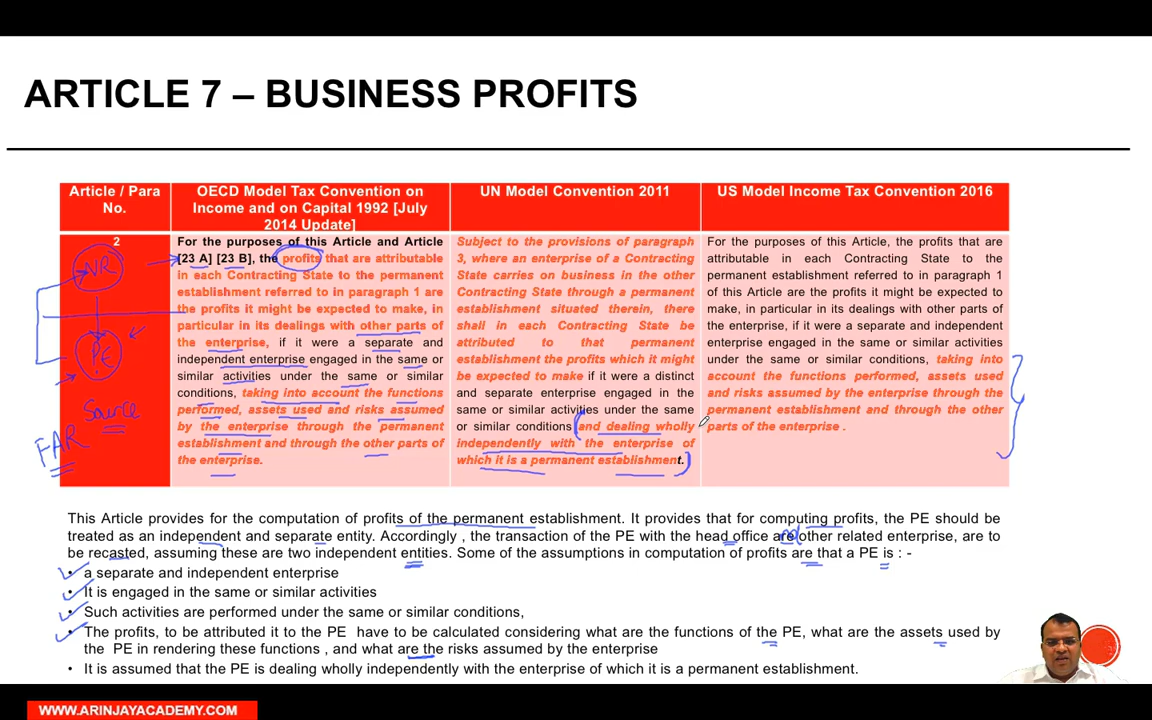 ARTICLE 7 – BUSINESS PROFITS
Article / Para
No.
OECD Model Tax Convention on
Income and on Capital 1992 [July
2014 Update]
UN Model Convention 2011
US Model Income Tax Convention 2016
2
NR
PE
Source
FAR
For the purposes of this Article and Article
[23 A] [23 B], the profits that are attributable
in each Contracting State to the permanent
establishment referred to in paragraph 1 are
the profits it might be expected to make, in
particular in its dealings with other parts of
the enterprise, if it were a separate and
independent enterprise engaged in the same or
similar activities under the same or similar
conditions, taking into account the functions
performed, assets used and risks assumed
by the enterprise through the permanent
establishment and through the other parts of
the enterprise.
Subject to the provisions of paragraph
3, where an enterprise of a Contracting
State carries on business in the other
Contracting State through a permanent
establishment situated therein, there
shall in each Contracting State be
attributed to that permanent
establishment the profits which it might
be expected to make if it were a distinct
and separate enterprise engaged in the
same or similar activities under the same
or similar conditions and dealing wholly
independently with the enterprise of
which it is a permanent establishment.
For the purposes of this Article, the profits that are
attributable in each Contracting State to the
permanent establishment referred to in paragraph 1
of this Article are the profits it might be expected to
make, in particular in its dealings with other parts of
the enterprise, if it were a separate and independent
enterprise engaged in the same or similar activities
under the same or similar conditions, taking into
account the functions performed, assets used
and risks assumed by the enterprise through the
permanent establishment and through the other
parts of the enterprise .
This Article provides for the computation of profits of the permanent establishment. It provides that for computing profits, the PE should be
treated as an independent and separate entity. Accordingly , the transaction of the PE with the head office and other related enterprise, are to
be recasted, assuming these are two independent entities. Some of the assumptions in computation of profits are that a PE is : -
• a separate and independent enterprise
• It is engaged in the same or similar activities
• Such activities are performed under the same or similar conditions,
• The profits, to be attributed it to the PE have to be calculated considering what are the functions of the PE, what are the assets used by
the PE in rendering these functions , and what are the risks assumed by the enterprise
• It is assumed that the PE is dealing wholly independently with the enterprise of which it is a permanent establishment.
WWW.ARINJAYACADEMY.COM